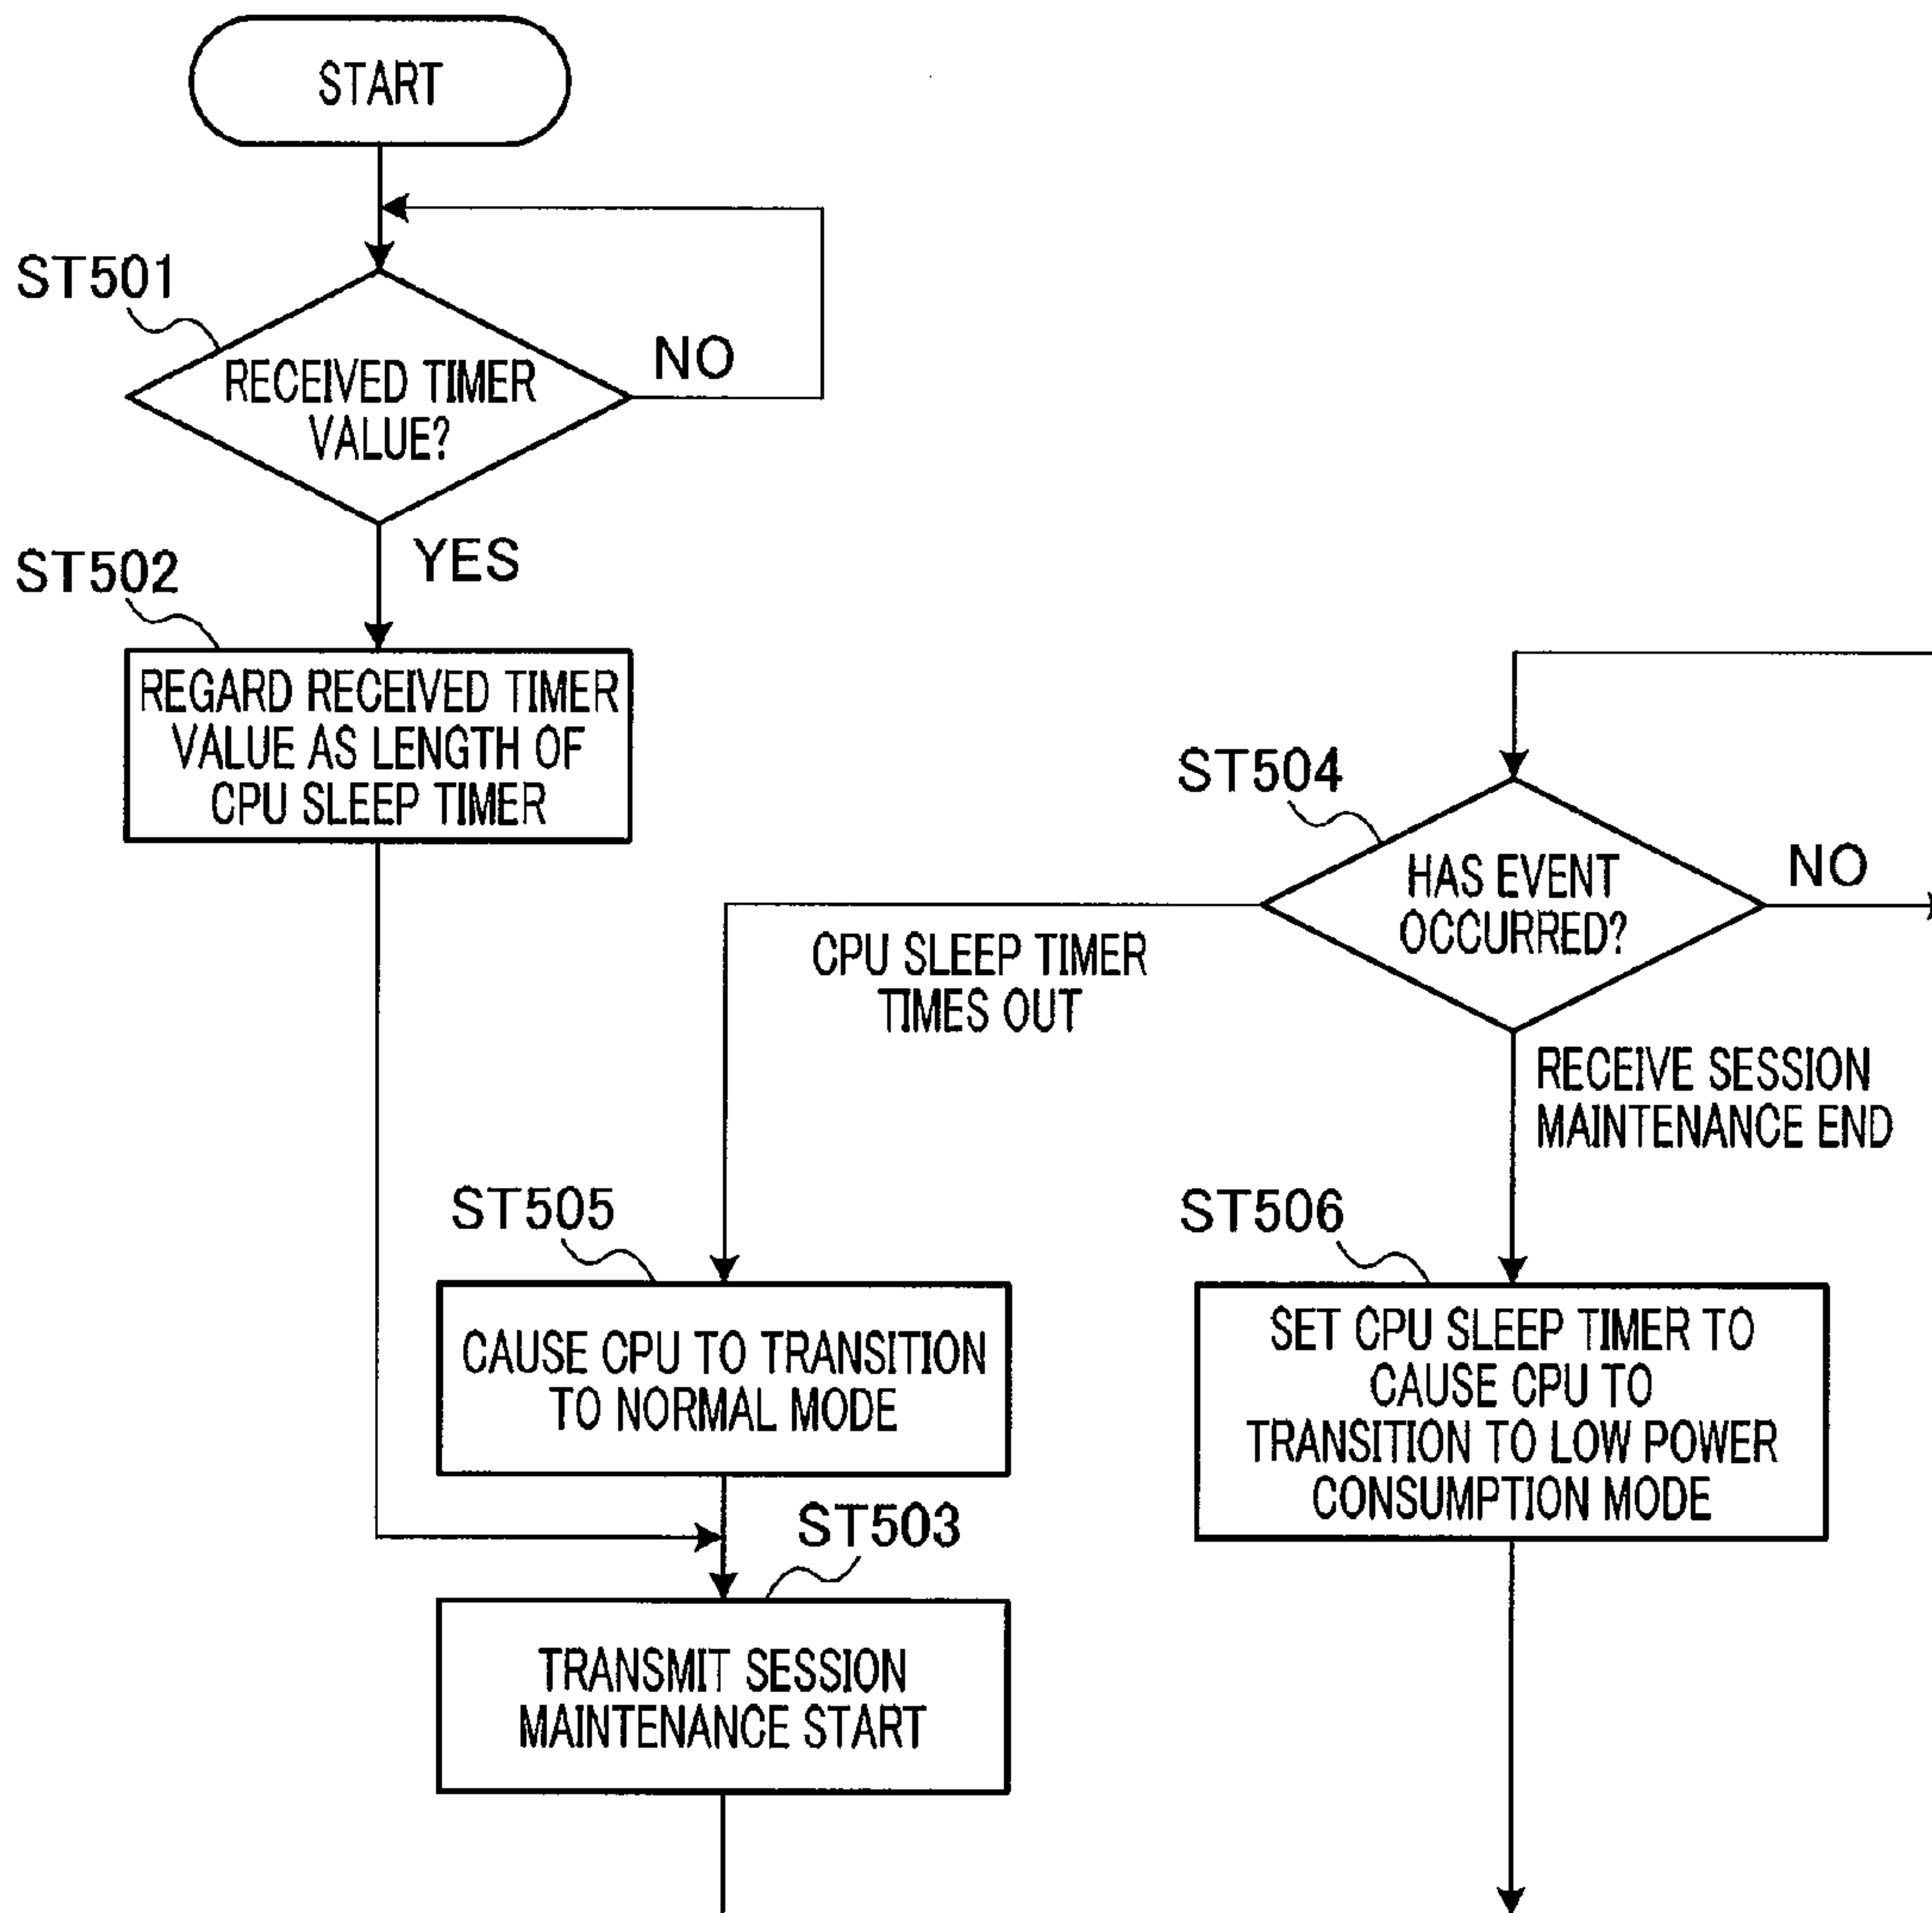 START
ST501
RECEIVED TIMER
VALUE?
NO
YES
ST502
REGARD RECEIVED TIMER
VALUE AS LENGTH OF
CPU SLEEP TIMER
ST504
HAS EVENT
OCCURRED?
NO
CPU SLEEP TIMER
TIMES OUT
RECEIVE SESSION
MAINTENANCE END
ST505
CAUSE CPU TO TRANSITION
TO NORMAL MODE
ST506
SET CPU SLEEP TIMER TO
CAUSE CPU TO
TRANSITION TO LOW POWER
CONSUMPTION MODE
ST503
TRANSMIT SESSION
MAINTENANCE START